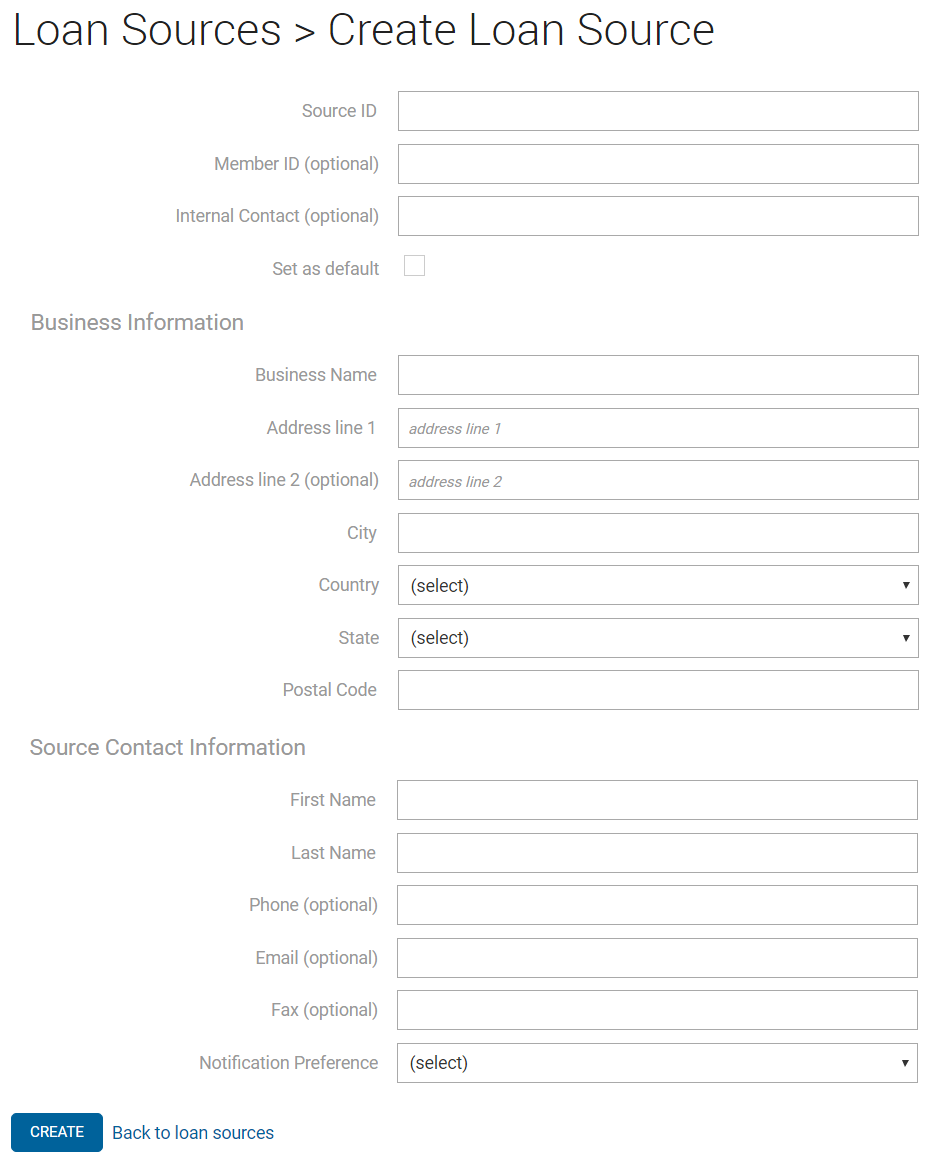 Loan Sources > Create Loan Source
Source ID
Member ID (optional)
Internal Contact (optional)
Set as default
Business Information
Business Name
Address line 1 address line 1
Address line 2 (optional) address line 2
City
Country (select)
State (select)
Postal Code
Source Contact Information
First Name
Last Name
Phone (optional)
Email (optional)
Fax (optional)
Notification Preference (select)
CREATE Back to loan sources